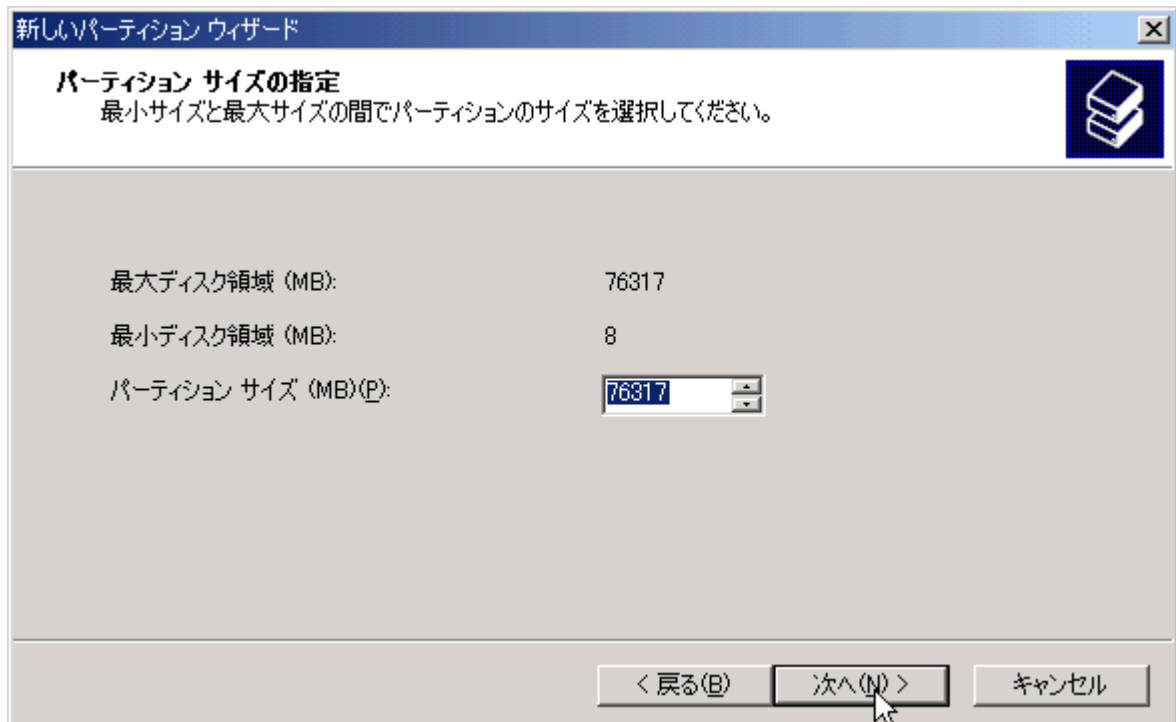 新しいパーティション ウィザード
パーティション サイズの指定
最小サイズと最大サイズの間でパーティションのサイズを選択してください。
最大ディスク領域 (MB): 76317
最小ディスク領域 (MB): 8
パーティション サイズ (MB)(P): 76317
< 戻る(B) 次へ(N) > キャンセル